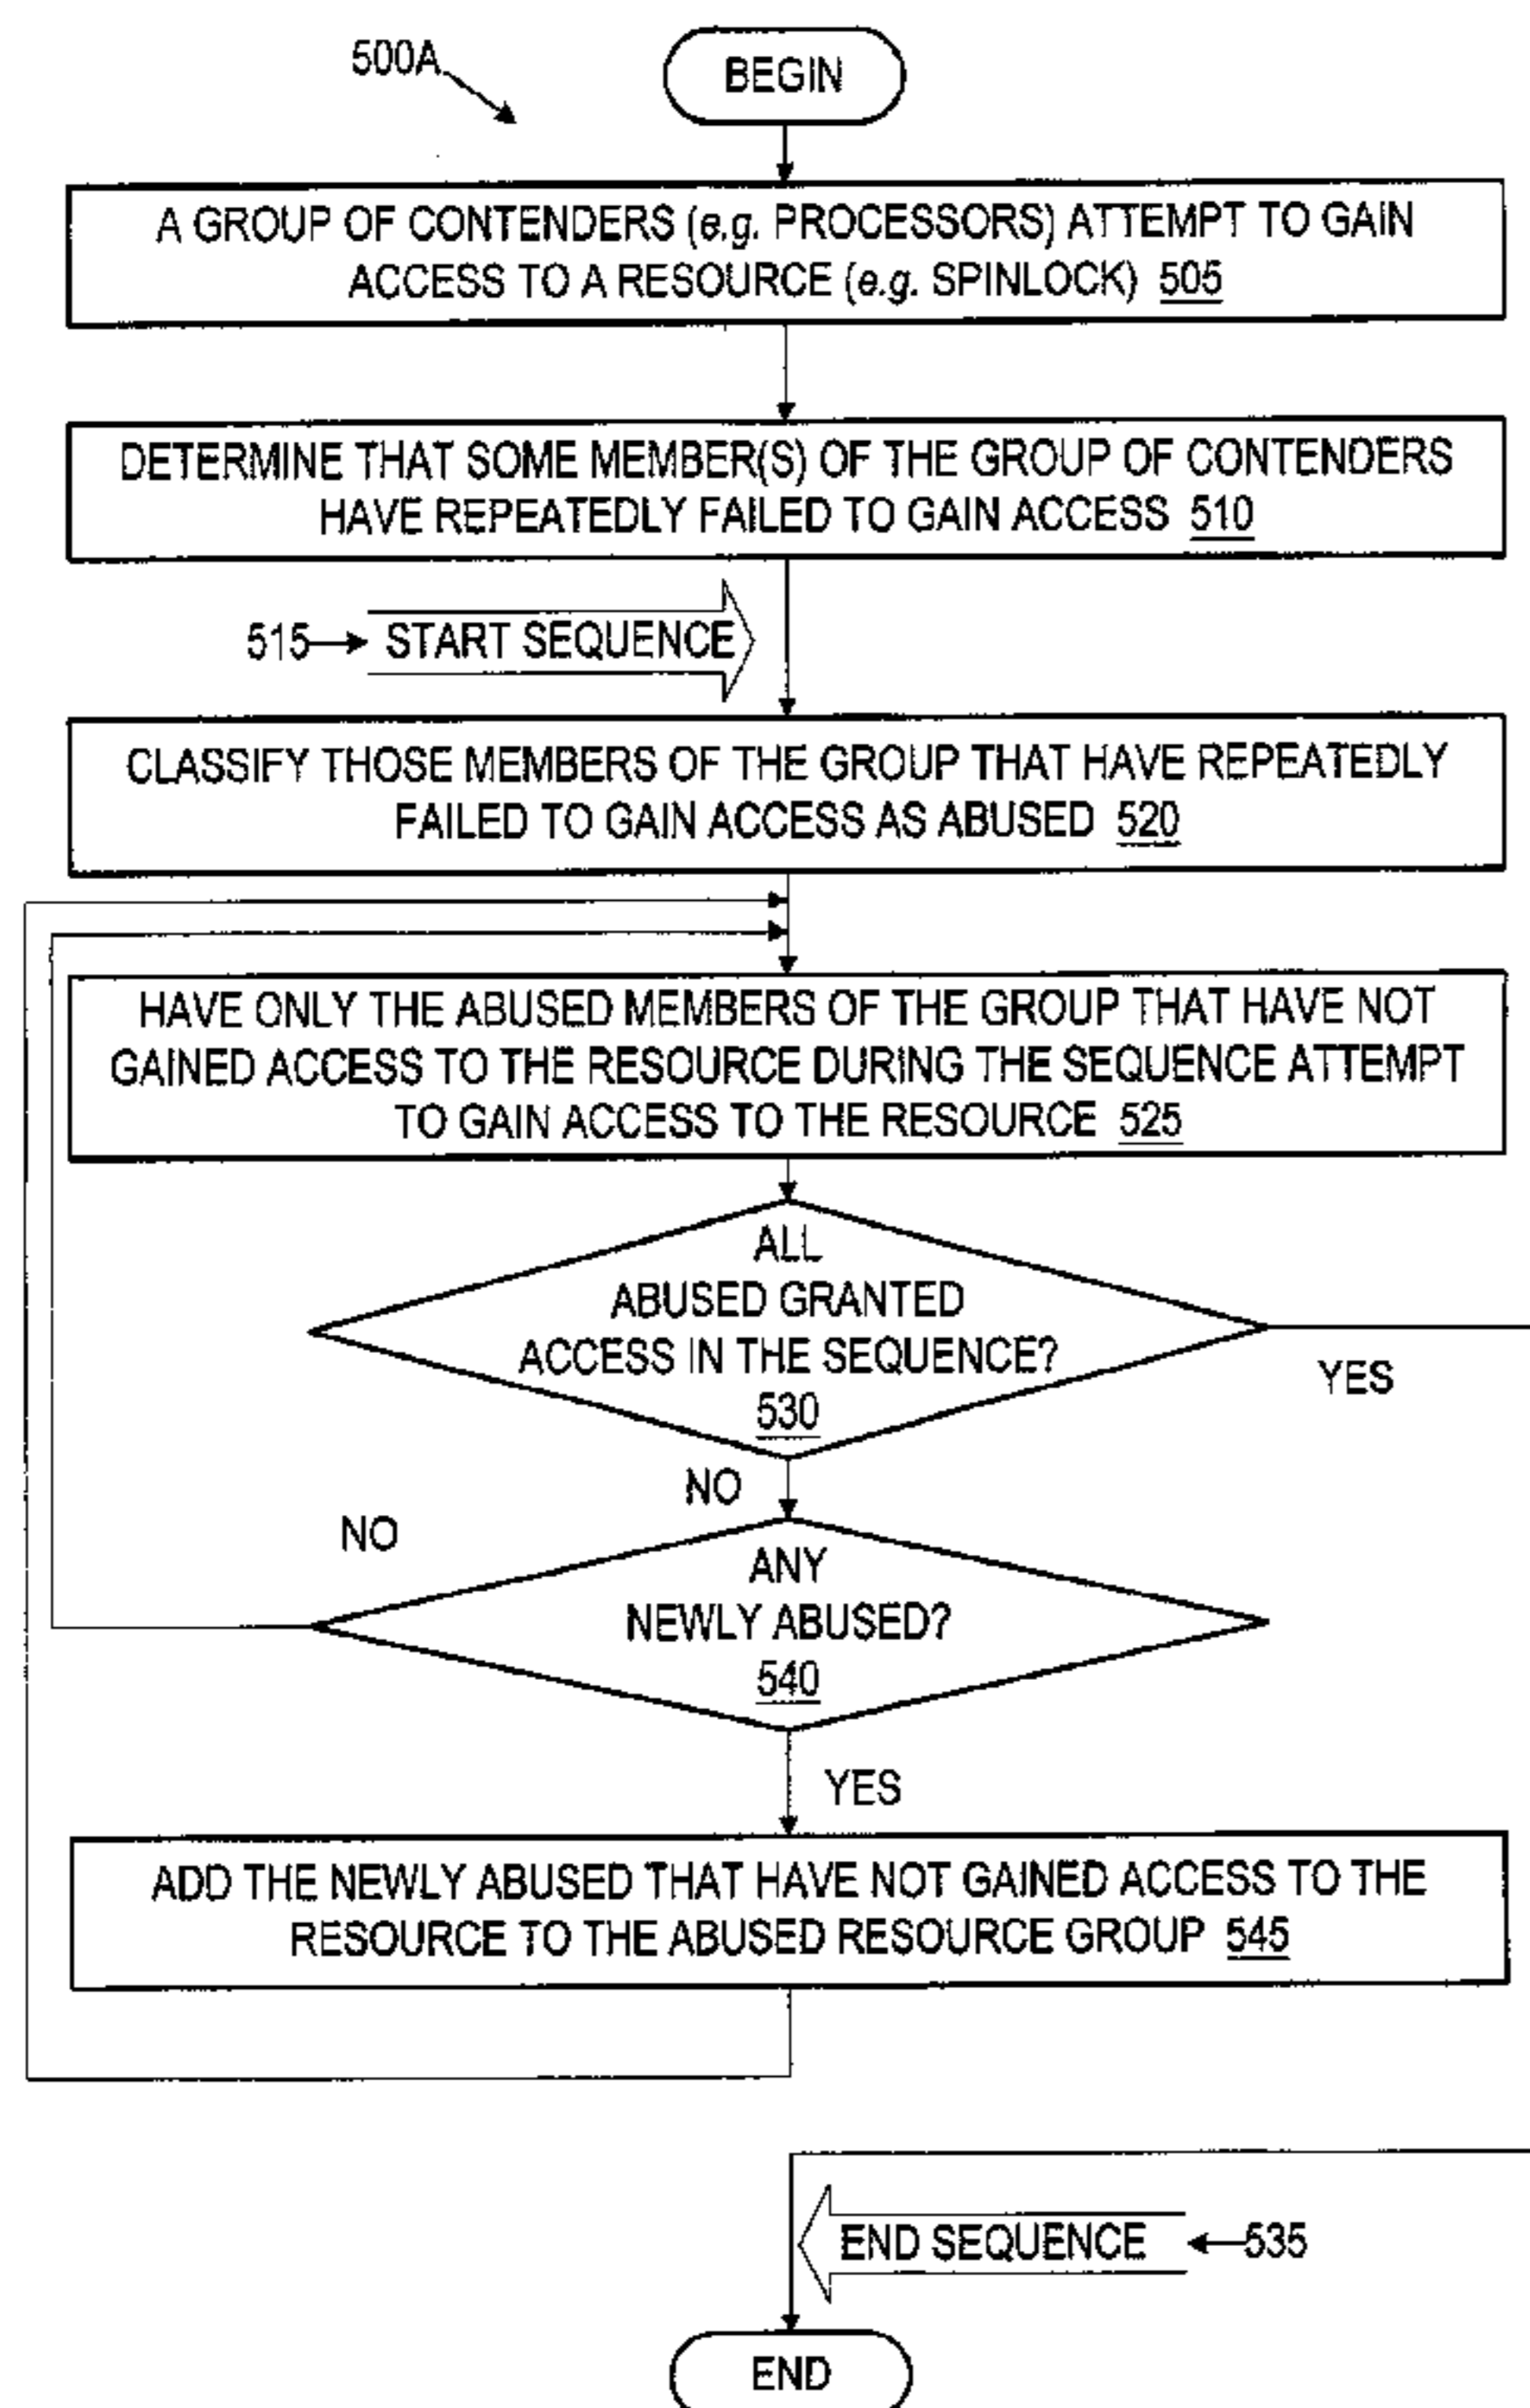 500A
BEGIN
A GROUP OF CONTENDERS (e.g. PROCESSORS) ATTEMPT TO GAIN
ACCESS TO A RESOURCE (e.g. SPINLOCK) 505
DETERMINE THAT SOME MEMBER(S) OF THE GROUP OF CONTENDERS
HAVE REPEATEDLY FAILED TO GAIN ACCESS 510
515 START SEQUENCE
CLASSIFY THOSE MEMBERS OF THE GROUP THAT HAVE REPEATEDLY
FAILED TO GAIN ACCESS AS ABUSED 520
HAVE ONLY THE ABUSED MEMBERS OF THE GROUP THAT HAVE NOT
GAINED ACCESS TO THE RESOURCE DURING THE SEQUENCE ATTEMPT
TO GAIN ACCESS TO THE RESOURCE 525
ALL
ABUSED GRANTED
ACCESS IN THE SEQUENCE?
530
YES
NO
NO
ANY
NEWLY ABUSED?
540
YES
ADD THE NEWLY ABUSED THAT HAVE NOT GAINED ACCESS TO THE
RESOURCE TO THE ABUSED RESOURCE GROUP 545
END SEQUENCE 535
END